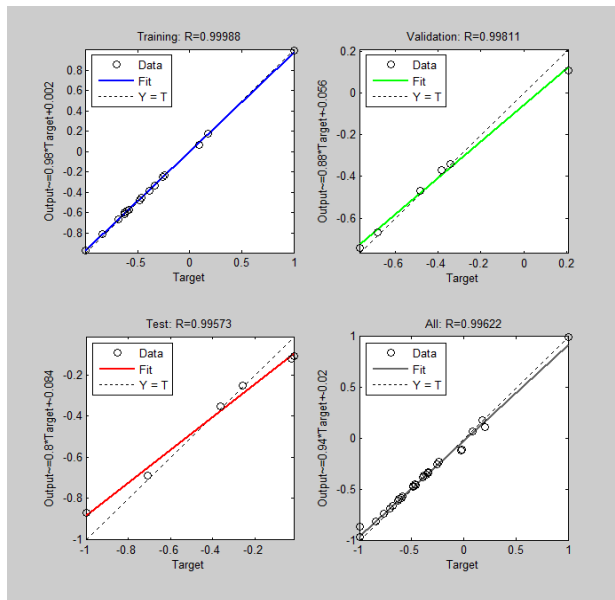 Training: R=0.99988
Output~=0.98*Target+0.002
0.8
0.6
0.4
0.2
0
-0.2
-0.4
-0.6
-0.8
Data
Fit
Y = T
-0.5
0
0.5
1
Target
Validation: R=0.99811
Output~=0.88*Target+-0.056
0.2
0
-0.2
-0.4
-0.6
Data
Fit
Y = T
-0.6
-0.4
-0.2
0
0.2
Target
Test: R=0.99573
Output~=0.8*Target+-0.084
-0.2
-0.4
-0.6
-0.8
-1
Data
Fit
Y = T
-1
-0.8
-0.6
-0.4
-0.2
Target
All: R=0.99622
Output~=0.94*Target+-0.02
1
0.5
0
-0.5
-1
Data
Fit
Y = T
-1
-0.5
0
0.5
1
Target